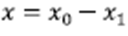 x = x₀ − x₁